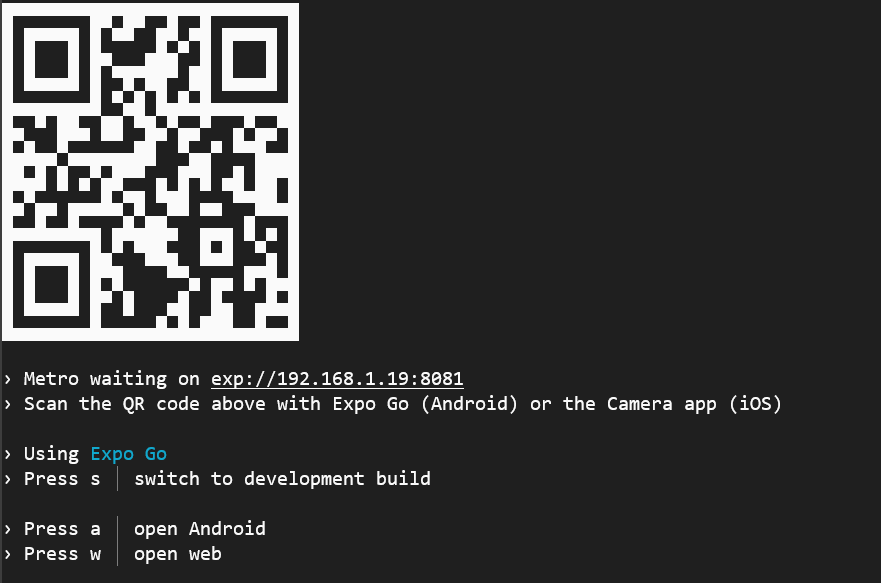 › Metro waiting on exp://192.168.1.19:8081
› Scan the QR code above with Expo Go (Android) or the Camera app (iOS)
› Using Expo Go
› Press s │ switch to development build
› Press a │ open Android
› Press w │ open web